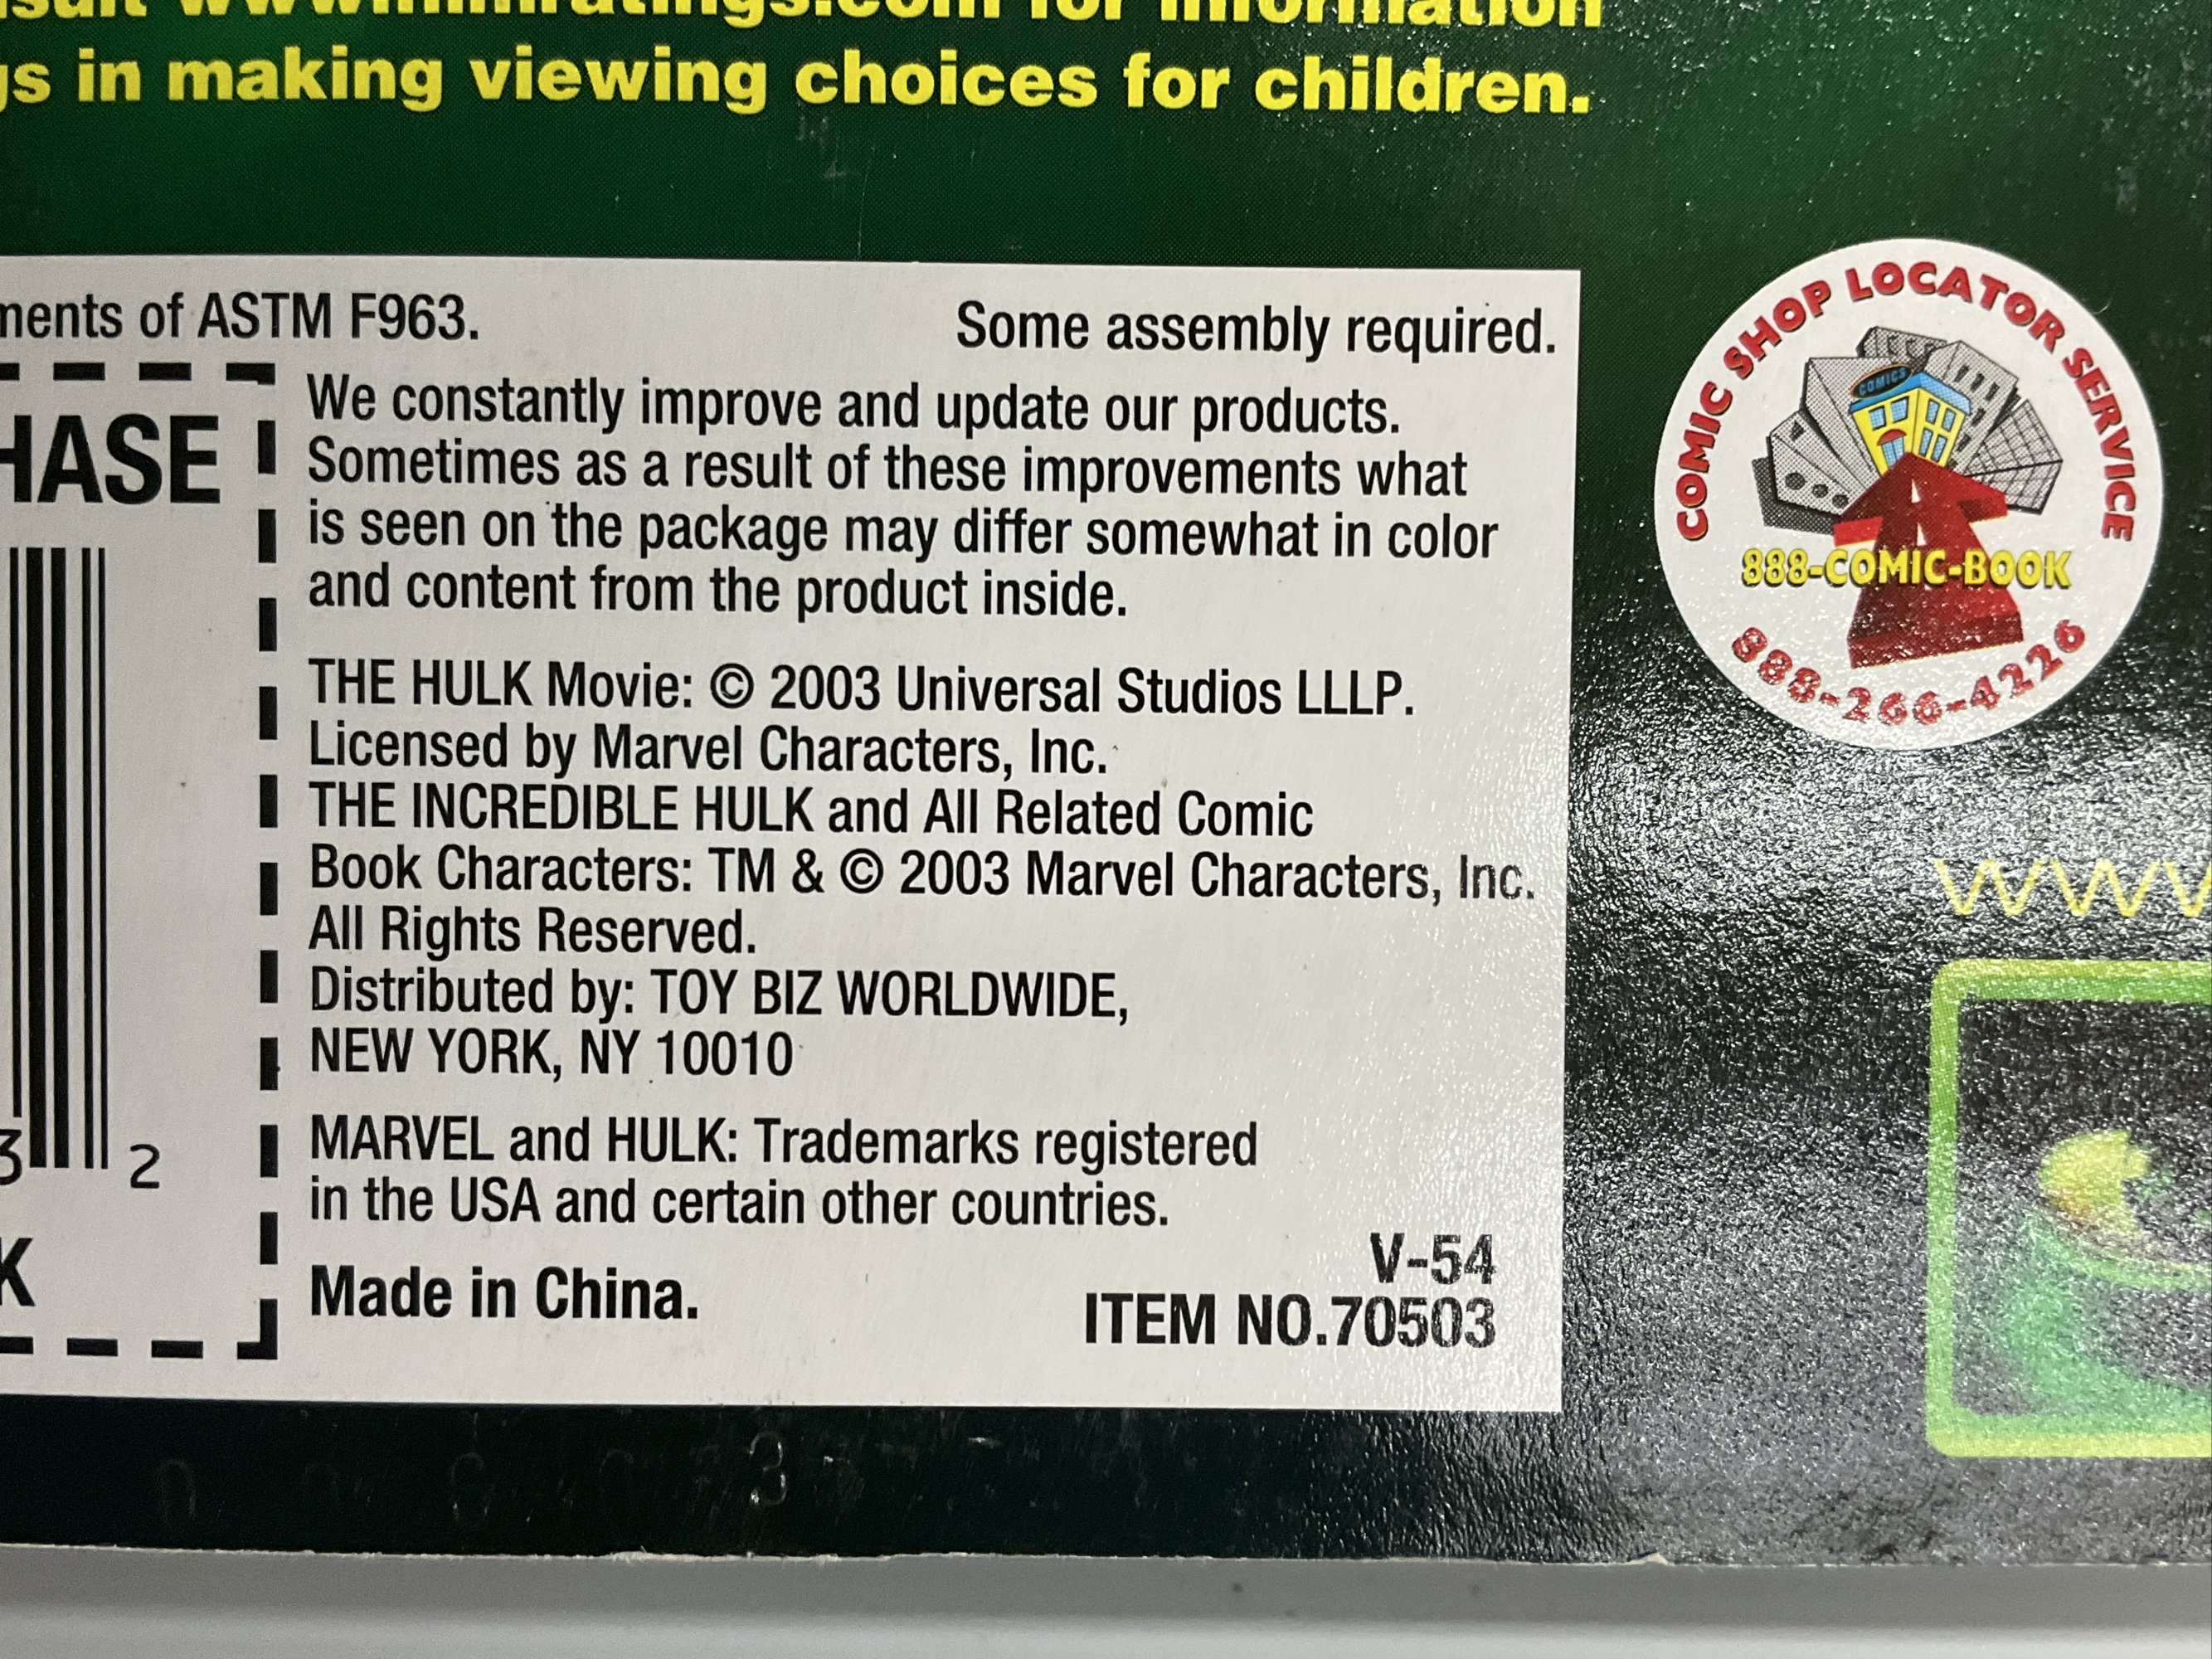 for information
gs in making viewing choices for children.
ments of ASTM F963.
Some assembly required.
HASE
3 2
K
We constantly improve and update our products.
Sometimes as a result of these improvements what
is seen on the package may differ somewhat in color
and content from the product inside.
THE HULK Movie: © 2003 Universal Studios LLLP.
Licensed by Marvel Characters, Inc.
THE INCREDIBLE HULK and All Related Comic
Book Characters: TM & © 2003 Marvel Characters, Inc.
All Rights Reserved.
Distributed by: TOY BIZ WORLDWIDE,
NEW YORK, NY 10010
MARVEL and HULK: Trademarks registered
in the USA and certain other countries.
Made in China.
V-54
ITEM NO.70503
COMIC SHOP LOCATOR SERVICE
COMICS
888-COMIC-BOOK
888-266-4226
WWW